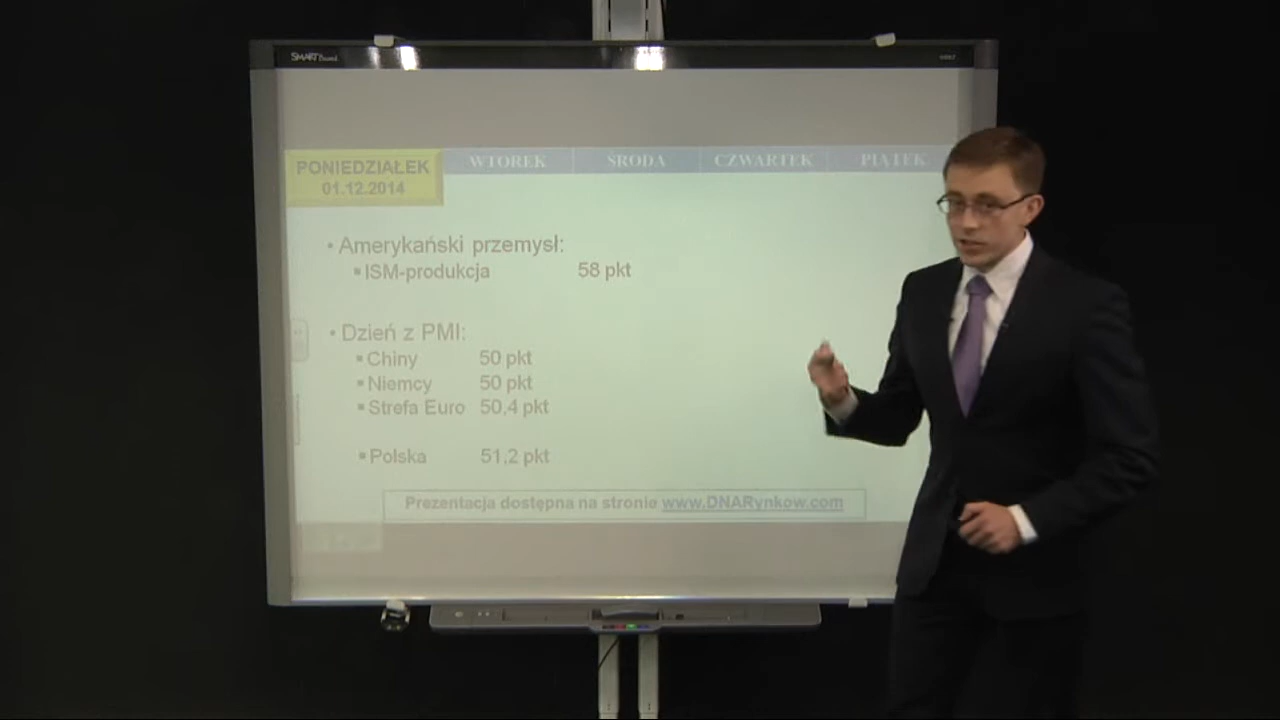 SMART Board
PONIEDZIAŁEK WTOREK ŚRODA CZWARTEK PIĄTEK
01.12.2014
• Amerykański przemysł:
▪ ISM-produkcja 58 pkt
• Dzień z PMI:
▪ Chiny 50 pkt
▪ Niemcy 50 pkt
▪ Strefa Euro 50,4 pkt
▪ Polska 51,2 pkt
Prezentacja dostępna na stronie www.DNARynkow.com